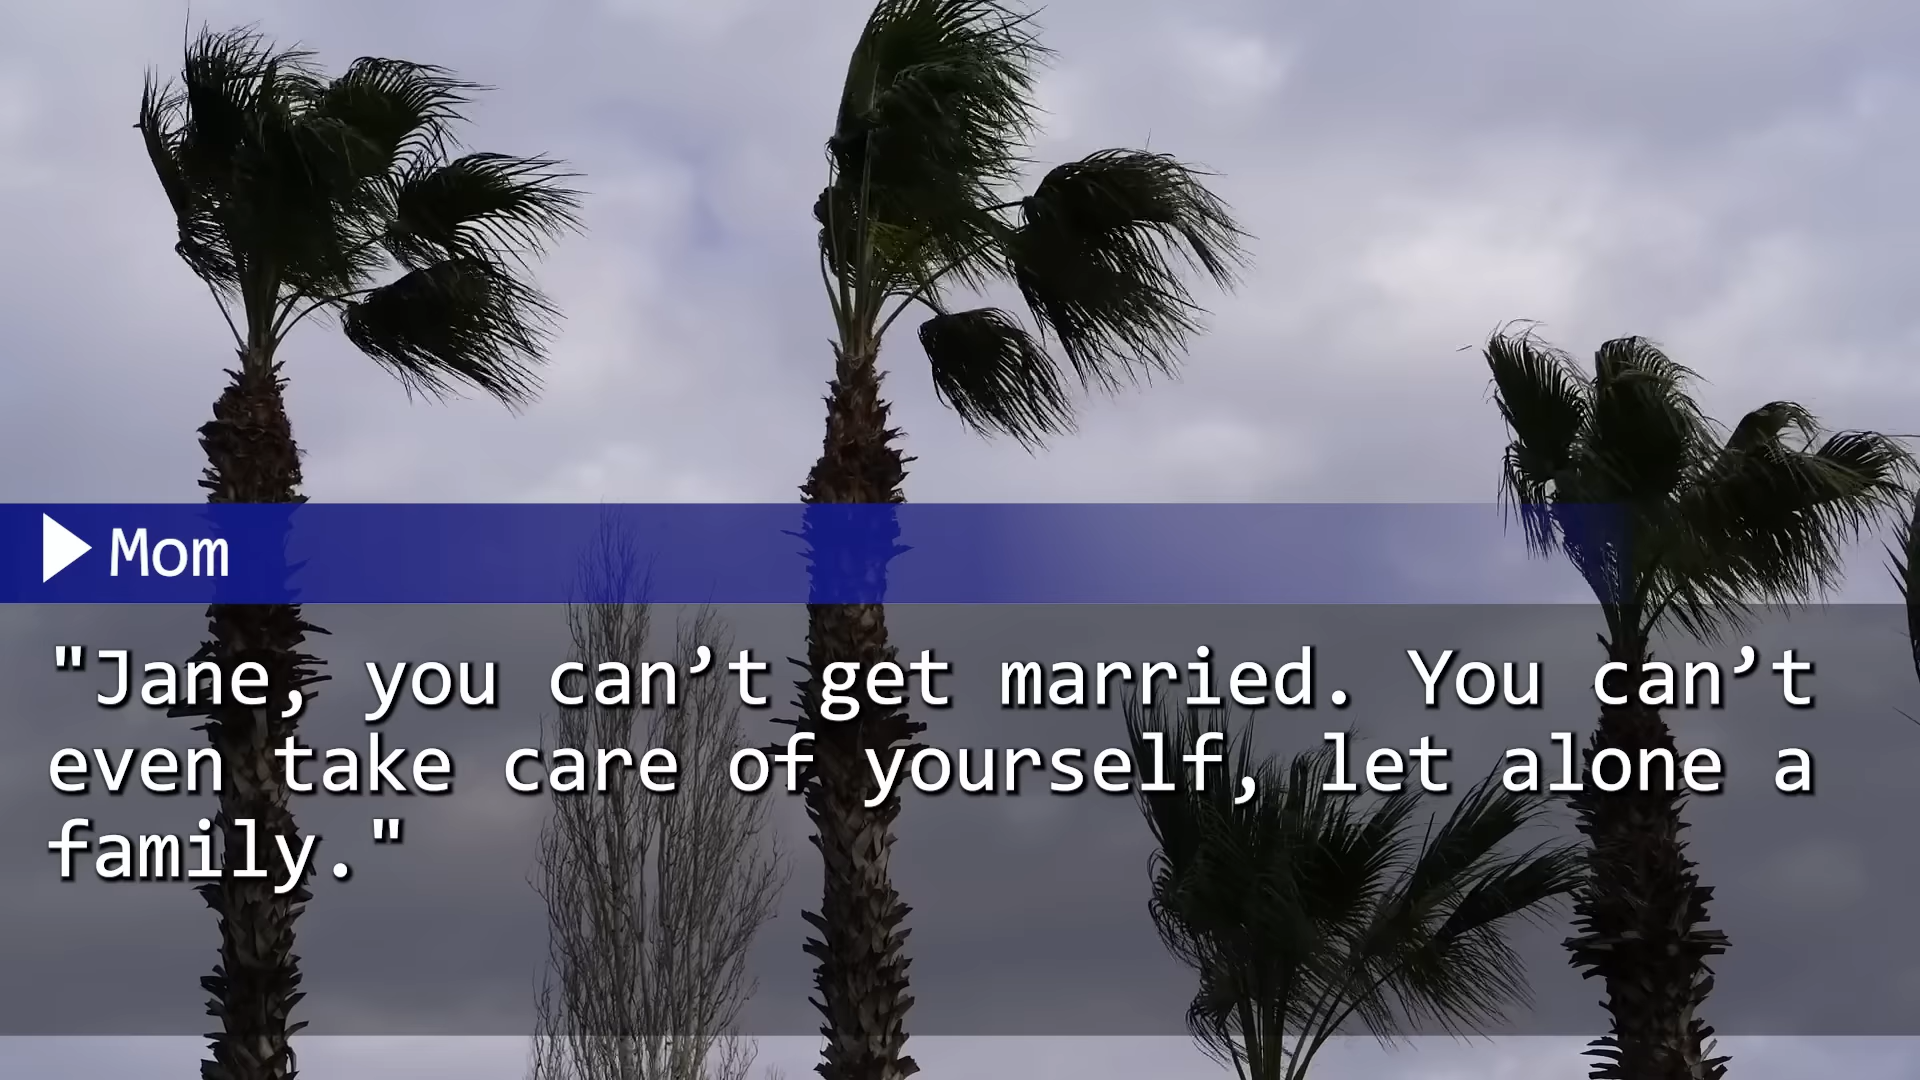 Mom
"Jane, you can’t get married. You can’t
even take care of yourself, let alone a
family."